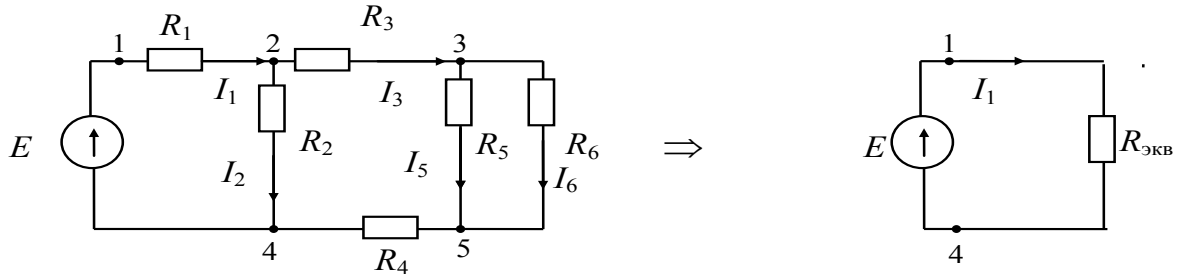 R1 R3
1 2 3 1
I1 I3 I1
E R2 R5 R6 ⇒ E Rэкв
I2 I5 I6
4 R4 5 4